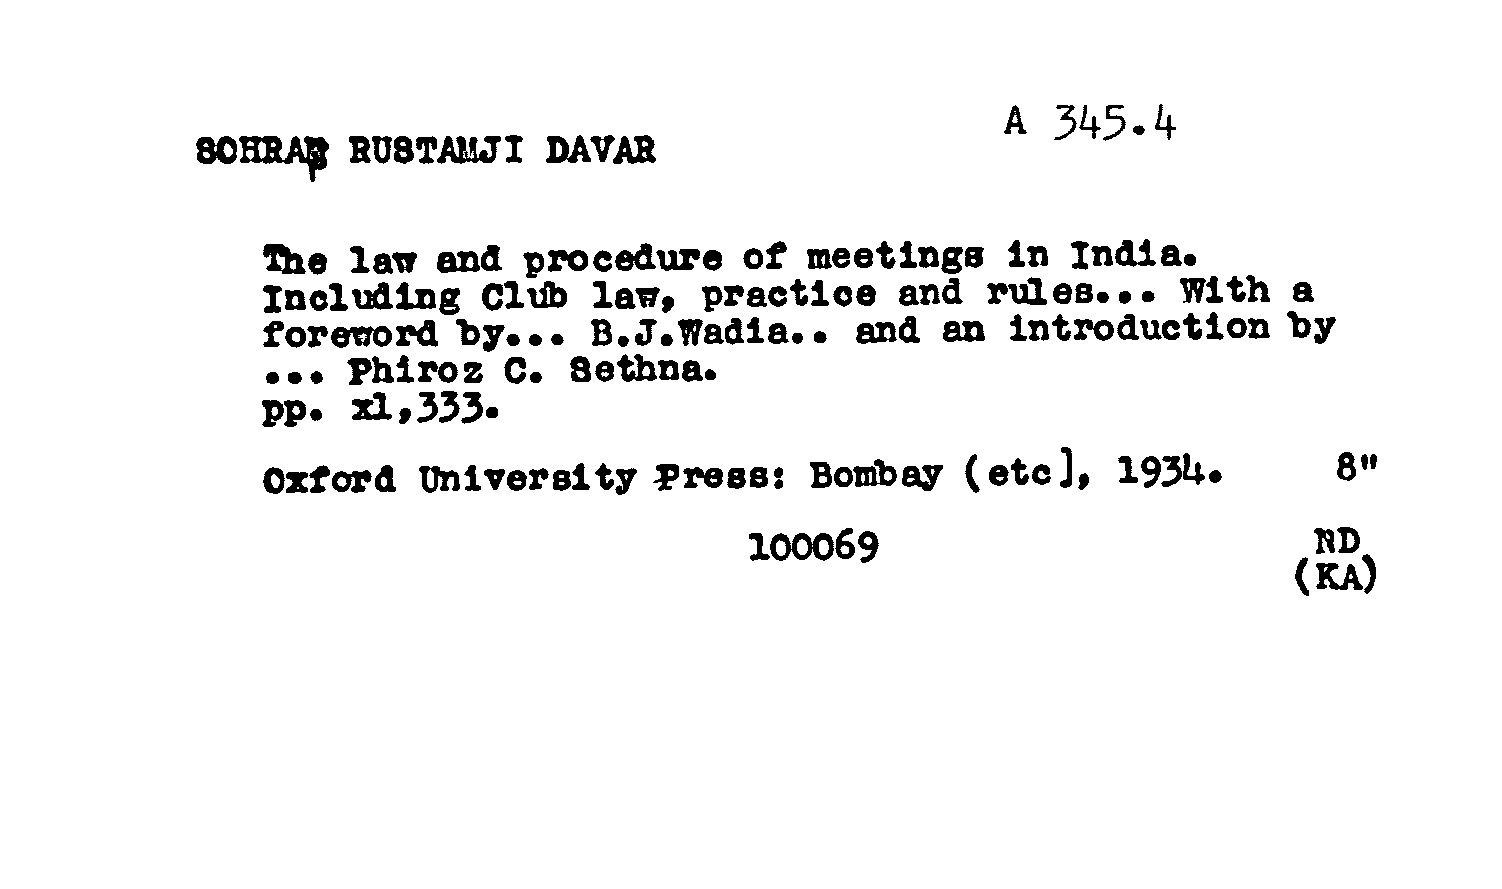 A 345.4
SOHRAB RUSTAMJI DAVAR
The law and procedure of meetings in India.
Including Club law, practice and rules... With a
foreword by... B.J.Wadia.. and an introduction by
... Phiroz C. Sethna.
pp. xl,333.
Oxford University Press: Bombay (etc], 1934. 8"
100069 ND
(KA)